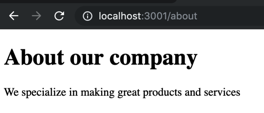 localhost:3001/about
About our company
We specialize in making great products and services